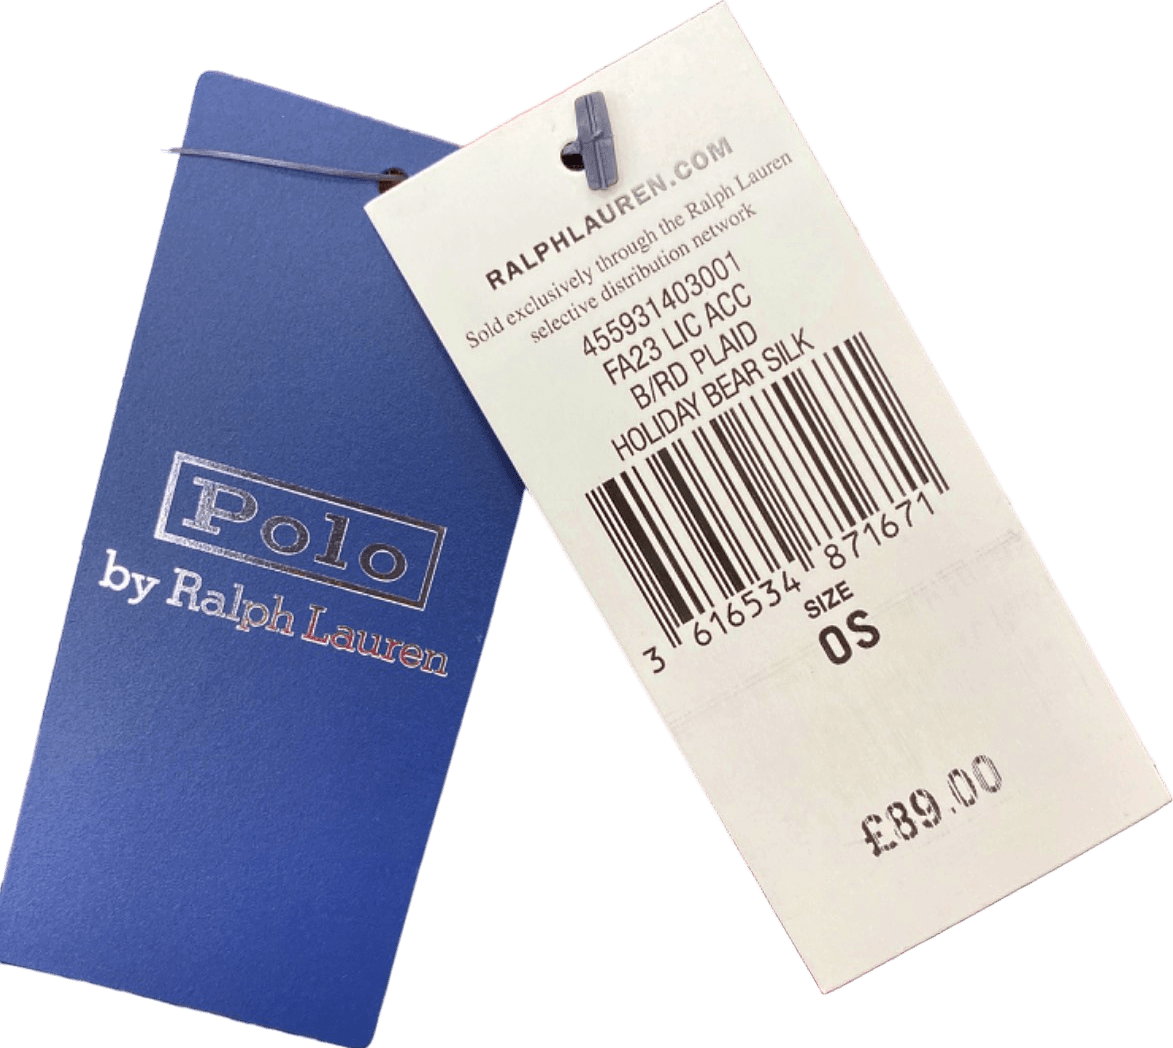 Polo
by Ralph Lauren
RALPHLAUREN.COM
Sold exclusively through the Ralph Lauren
selective distribution network
455931403001
FA23 LIC ACC
B/RD PLAID
HOLIDAY BEAR SILK
3 616534 871671
SIZE
OS
£89.00